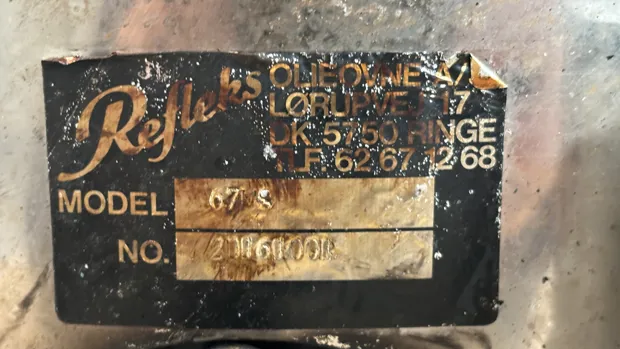 Refleks
OLIEOVNE A/
LØRUPVEJ 17
DK 5750 RINGE
TLF. 62 67 12 68
MODEL
NO.